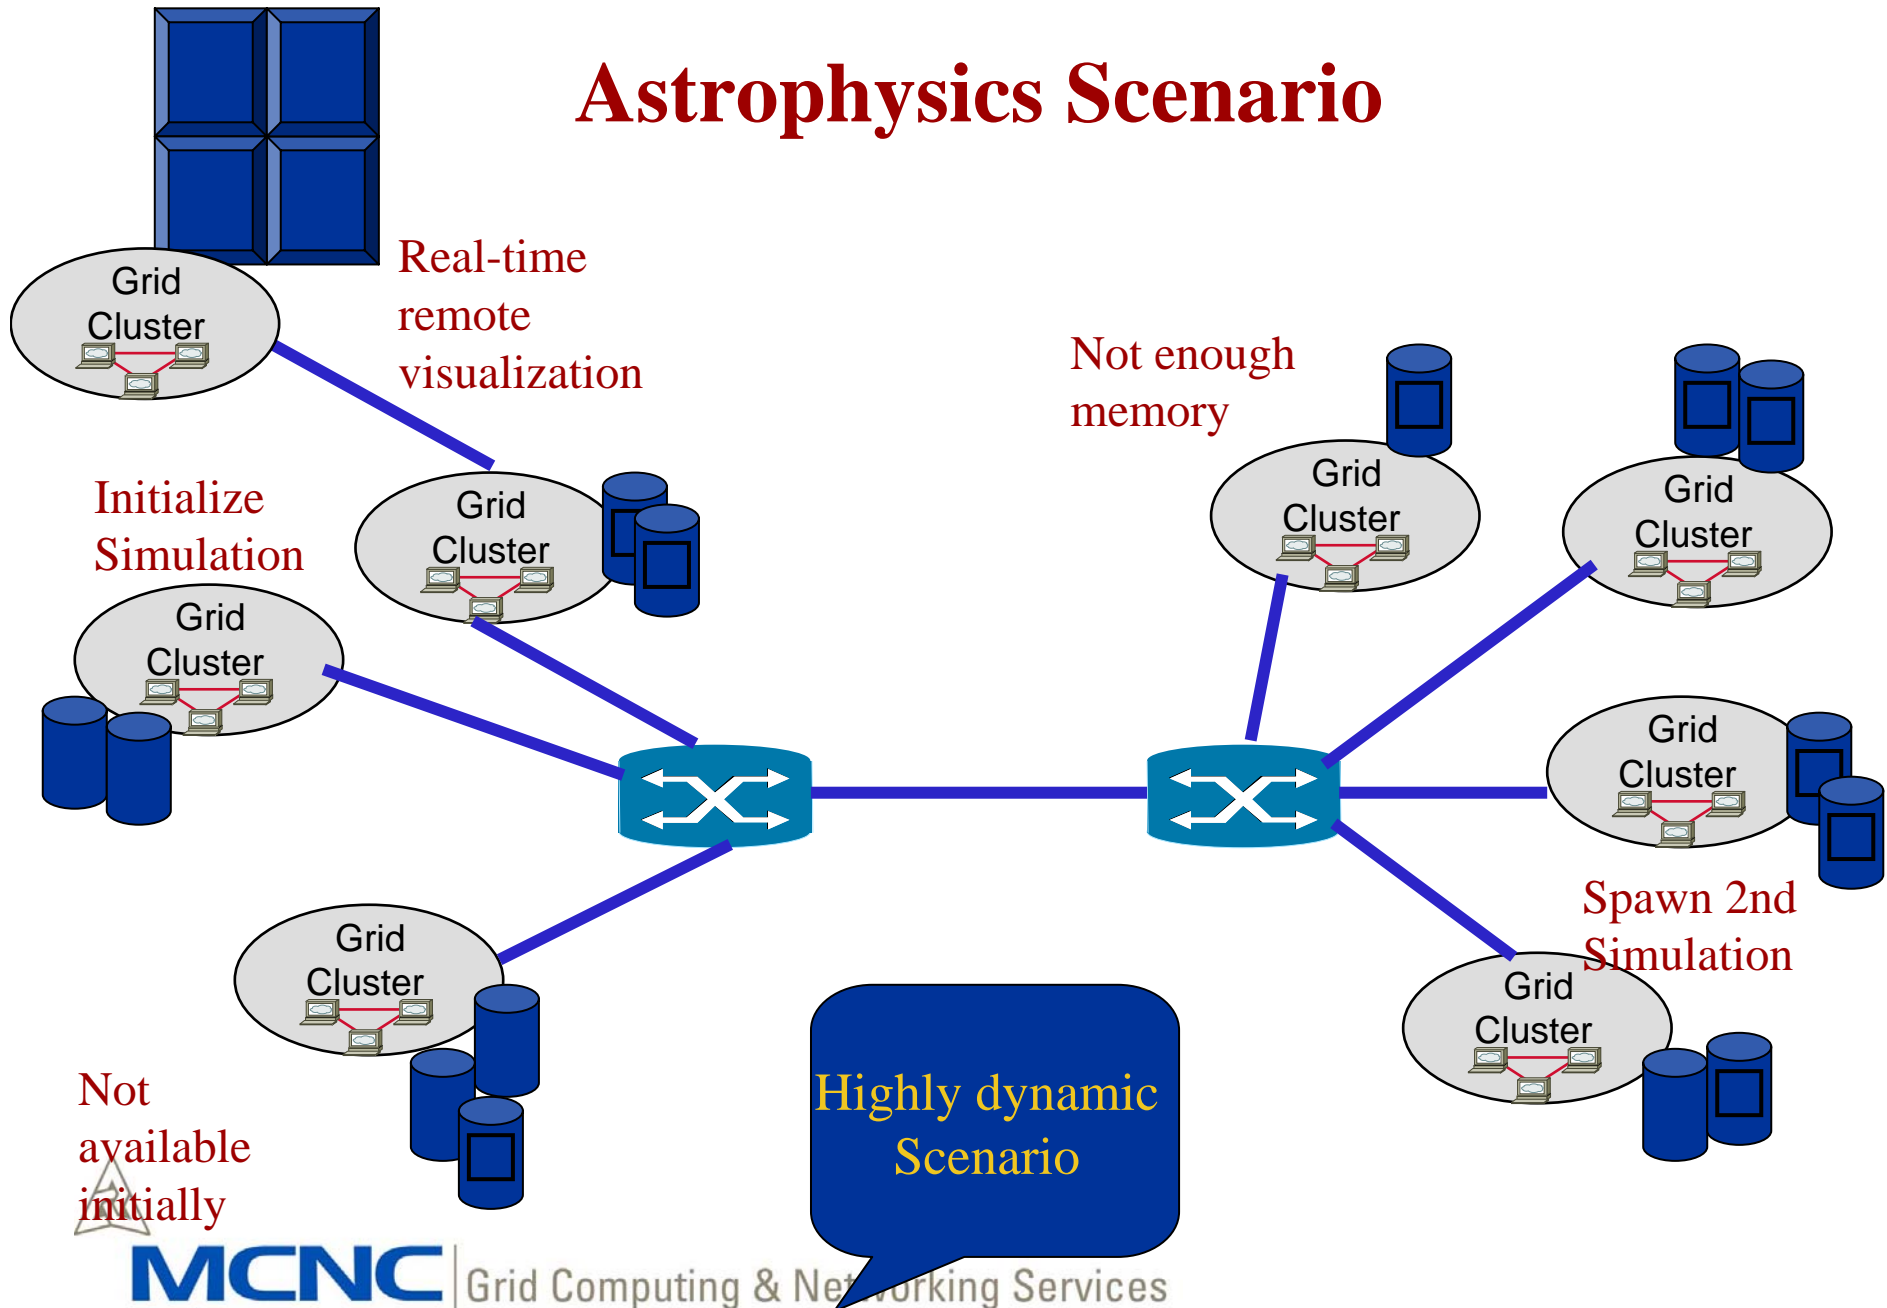 Astrophysics Scenario
Grid
Cluster
Real-time
remote
visualization
Not enough
memory
Grid
Cluster
Grid
Cluster
Initialize
Simulation
Grid
Cluster
Grid
Cluster
Grid
Cluster
Spawn 2nd
Simulation
Grid
Cluster
Grid
Cluster
Not
available
initially
Highly dynamic
Scenario
MCNC Grid Computing & Networking Services